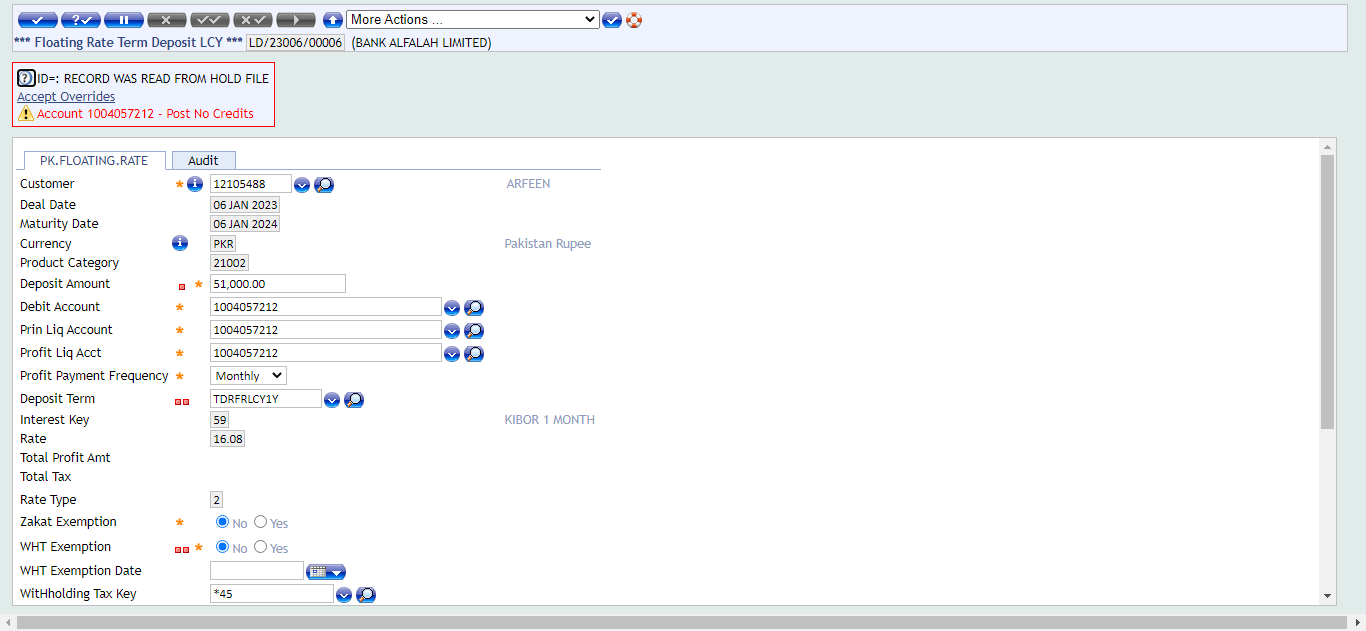 More Actions ...
*** Floating Rate Term Deposit LCY *** LD/23006/00006 (BANK ALFALAH LIMITED)
ID=: RECORD WAS READ FROM HOLD FILE
Accept Overrides
Account 1004057212 - Post No Credits
PK.FLOATING.RATE Audit
Customer * 12105488 ARFEEN
Deal Date 06 JAN 2023
Maturity Date 06 JAN 2024
Currency PKR Pakistan Rupee
Product Category 21002
Deposit Amount * 51,000.00
Debit Account * 1004057212
Prin Liq Account * 1004057212
Profit Liq Acct * 1004057212
Profit Payment Frequency * Monthly
Deposit Term TDRFRLCY1Y
Interest Key 59 KIBOR 1 MONTH
Rate 16.08
Total Profit Amt
Total Tax
Rate Type 2
Zakat Exemption * No Yes
WHT Exemption * No Yes
WHT Exemption Date
WitHholding Tax Key *45